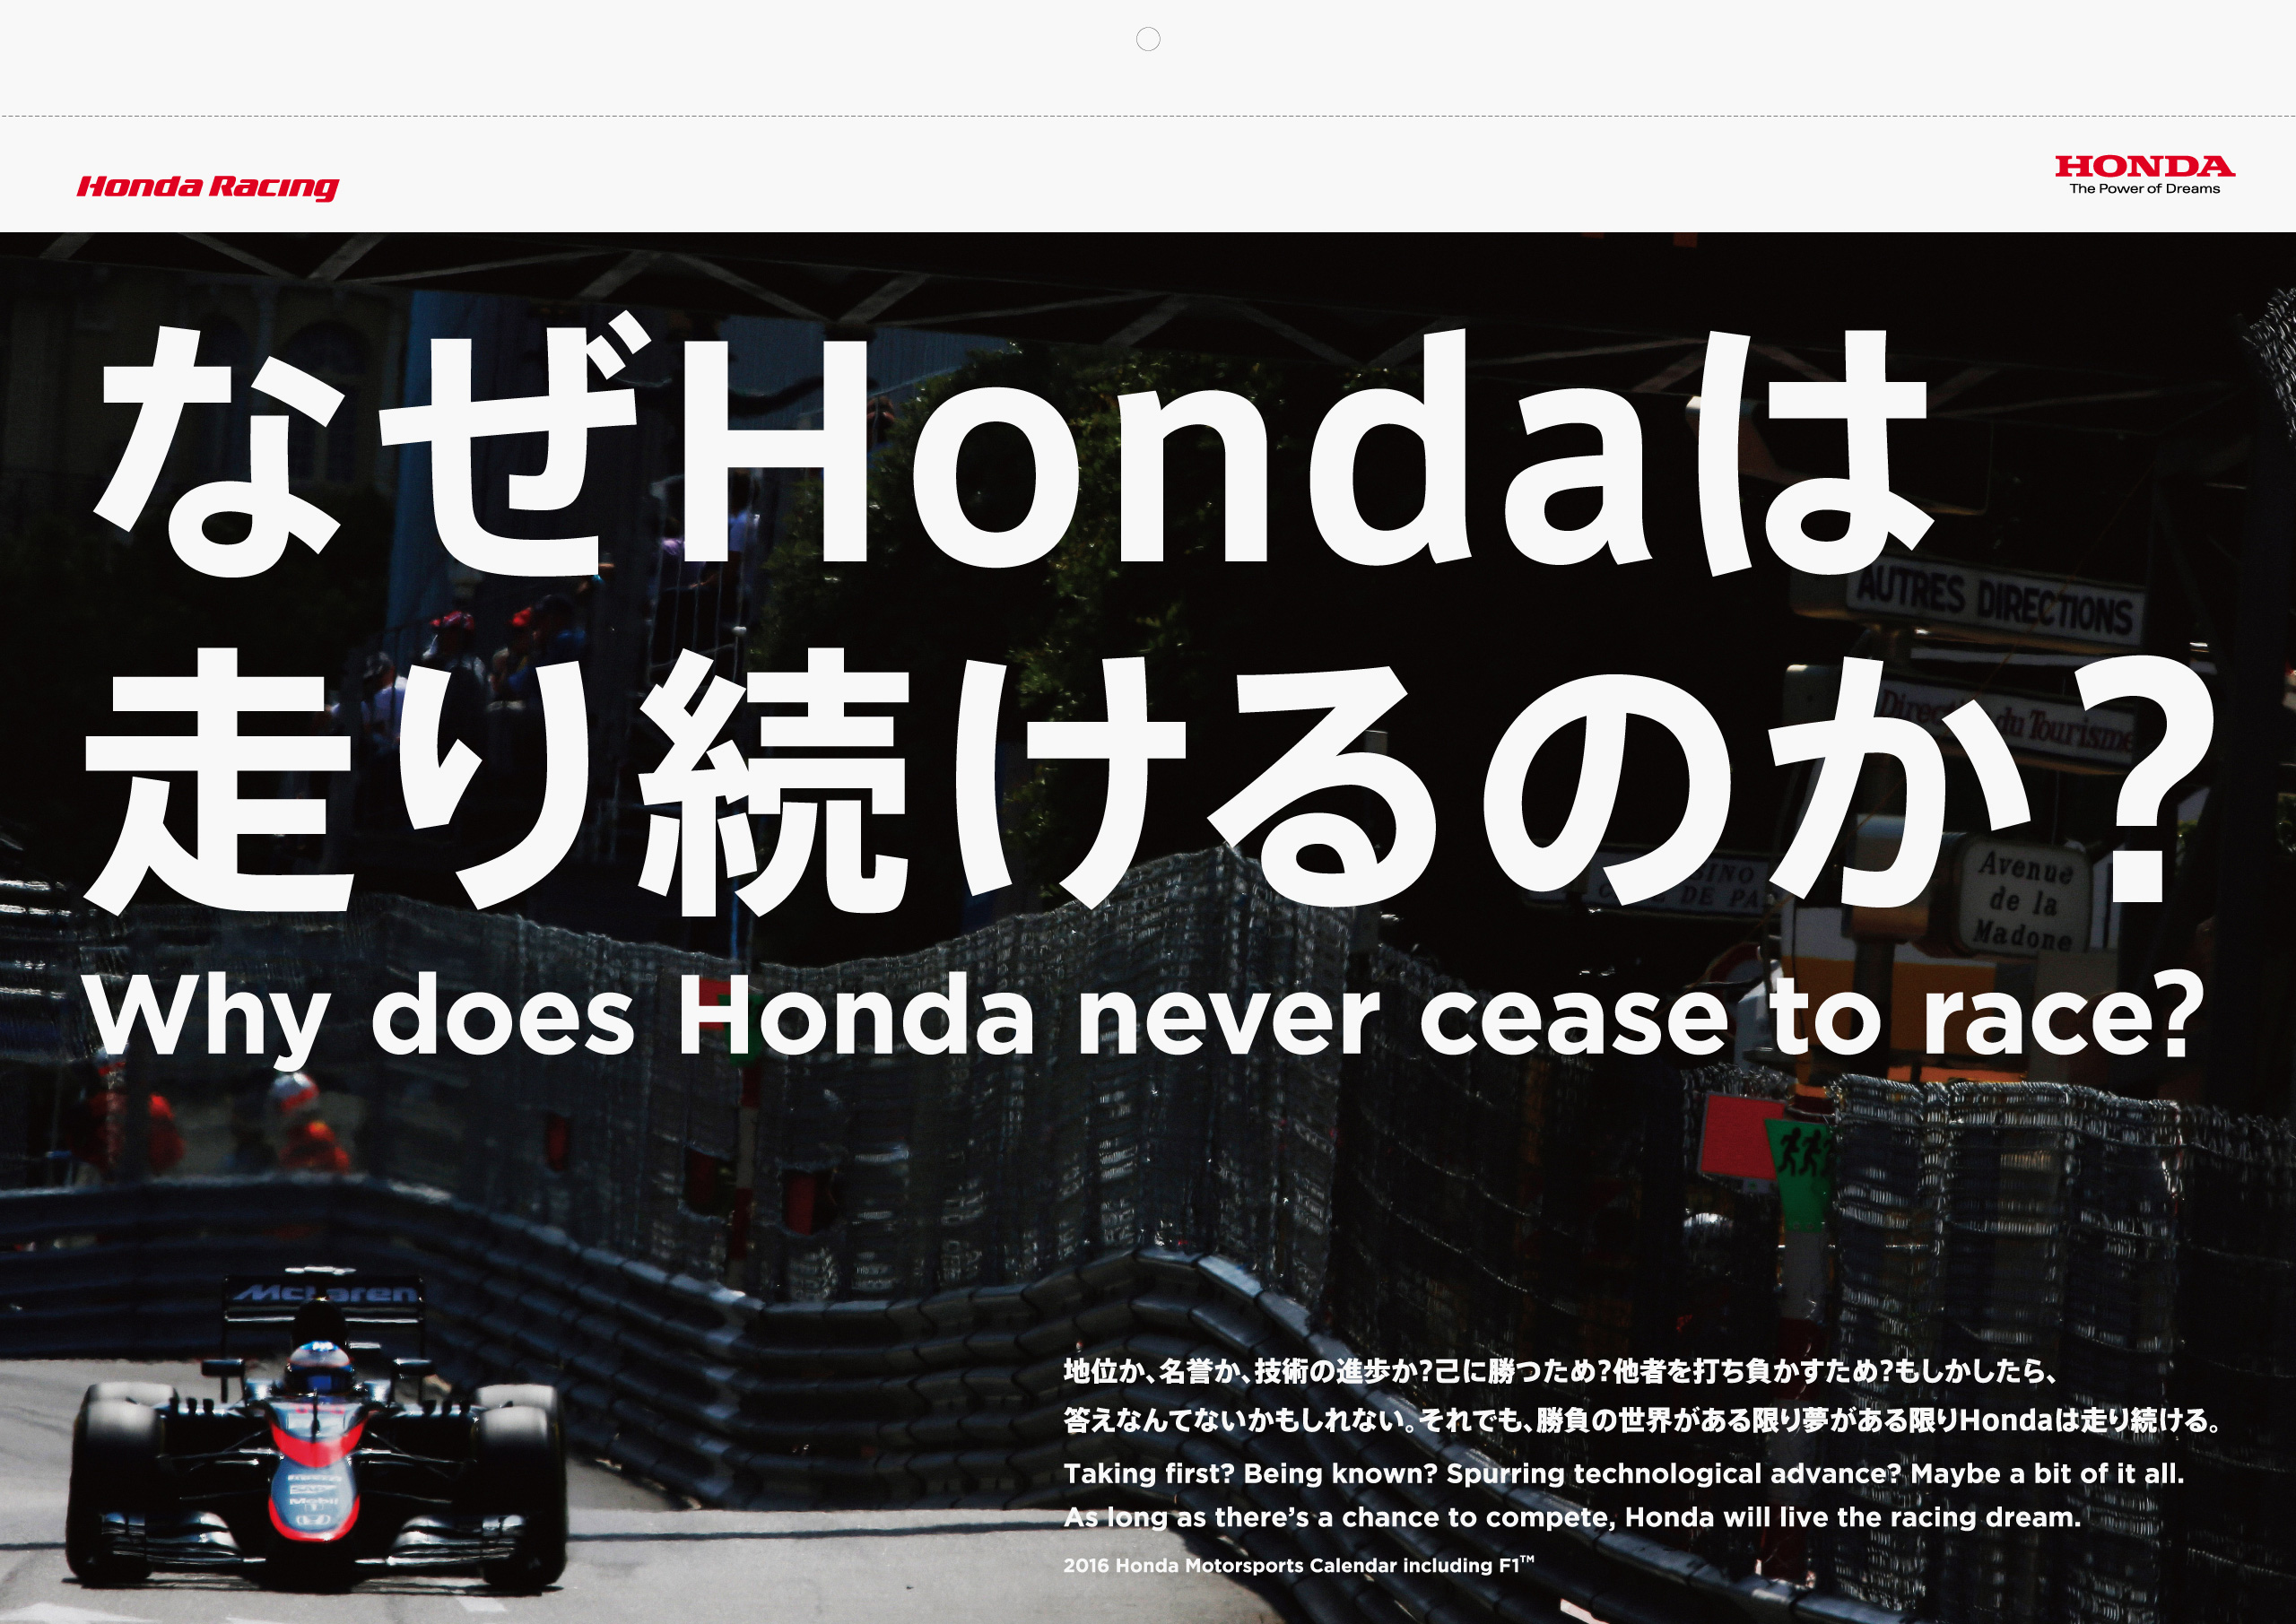 Honda Racing
HONDA
The Power of Dreams
なぜHondaは
AUTRES DIRECTIONS
走り続けるのか?
du Tourisme
Avenue
de la
Madone
Why does Honda never cease to race?
McLaren
地位か、名誉か、技術の進歩か?己に勝つため?他者を打ち負かすため?もしかしたら、
答えなんてないかもしれない。それでも、勝負の世界がある限り夢がある限りHondaは走り続ける。
Taking first? Being known? Spurring technological advance? Maybe a bit of it all.
As long as there's a chance to compete, Honda will live the racing dream.
SAP
Mobil
2016 Honda Motorsports Calendar including F1™